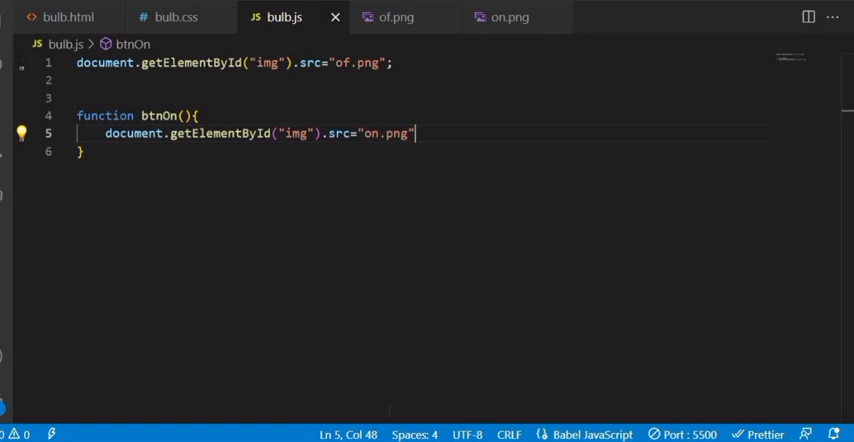 <> bulb.html # bulb.css JS bulb.js × of.png on.png ...
JS bulb.js > btnOn
1 document.getElementById("img").src="of.png";
2
3
4 function btnOn(){
5 document.getElementById("img").src="on.png"
6 }
0 Ln 5, Col 48 Spaces: 4 UTF-8 CRLF Babel JavaScript Port : 5500 Prettier